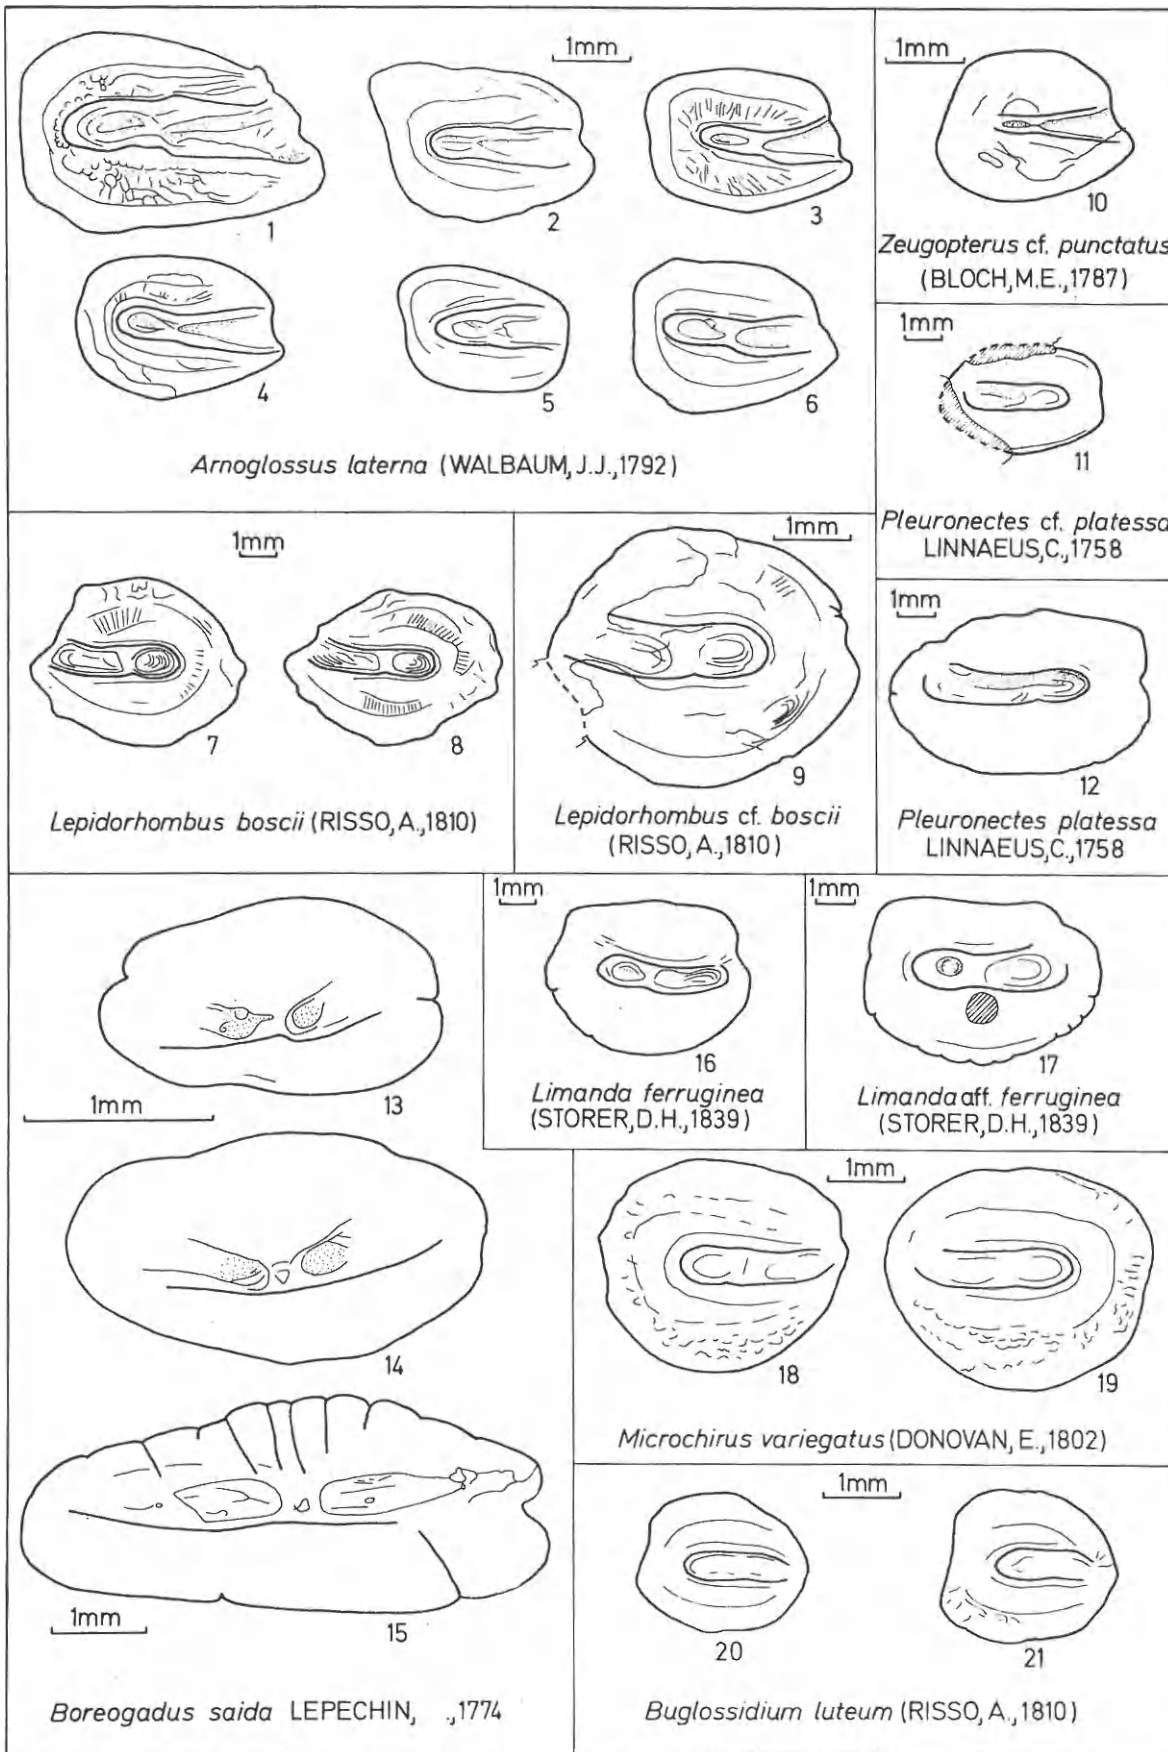 1mm
1
2
3
4
5
6
Arnoglossus laterna (WALBAUM, J.J.,1792)
1mm
10
Zeugopterus cf. punctatus
(BLOCH, M.E.,1787)
1mm
11
Pleuronectes cf. platessa
LINNAEUS,C.,1758
1mm
7
8
Lepidorhombus boscii (RISSO, A.,1810)
1mm
9
Lepidorhombus cf. boscii
(RISSO, A.,1810)
1mm
12
Pleuronectes platessa
LINNAEUS,C.,1758
13
1mm
14
15
1mm
Boreogadus saida LEPECHIN, .,1774
1mm
16
Limanda ferruginea
(STORER, D.H.,1839)
1mm
17
Limanda aff. ferruginea
(STORER, D.H.,1839)
1mm
18
19
Microchirus variegatus (DONOVAN, E.,1802)
1mm
20
21
Buglossidium luteum (RISSO, A.,1810)